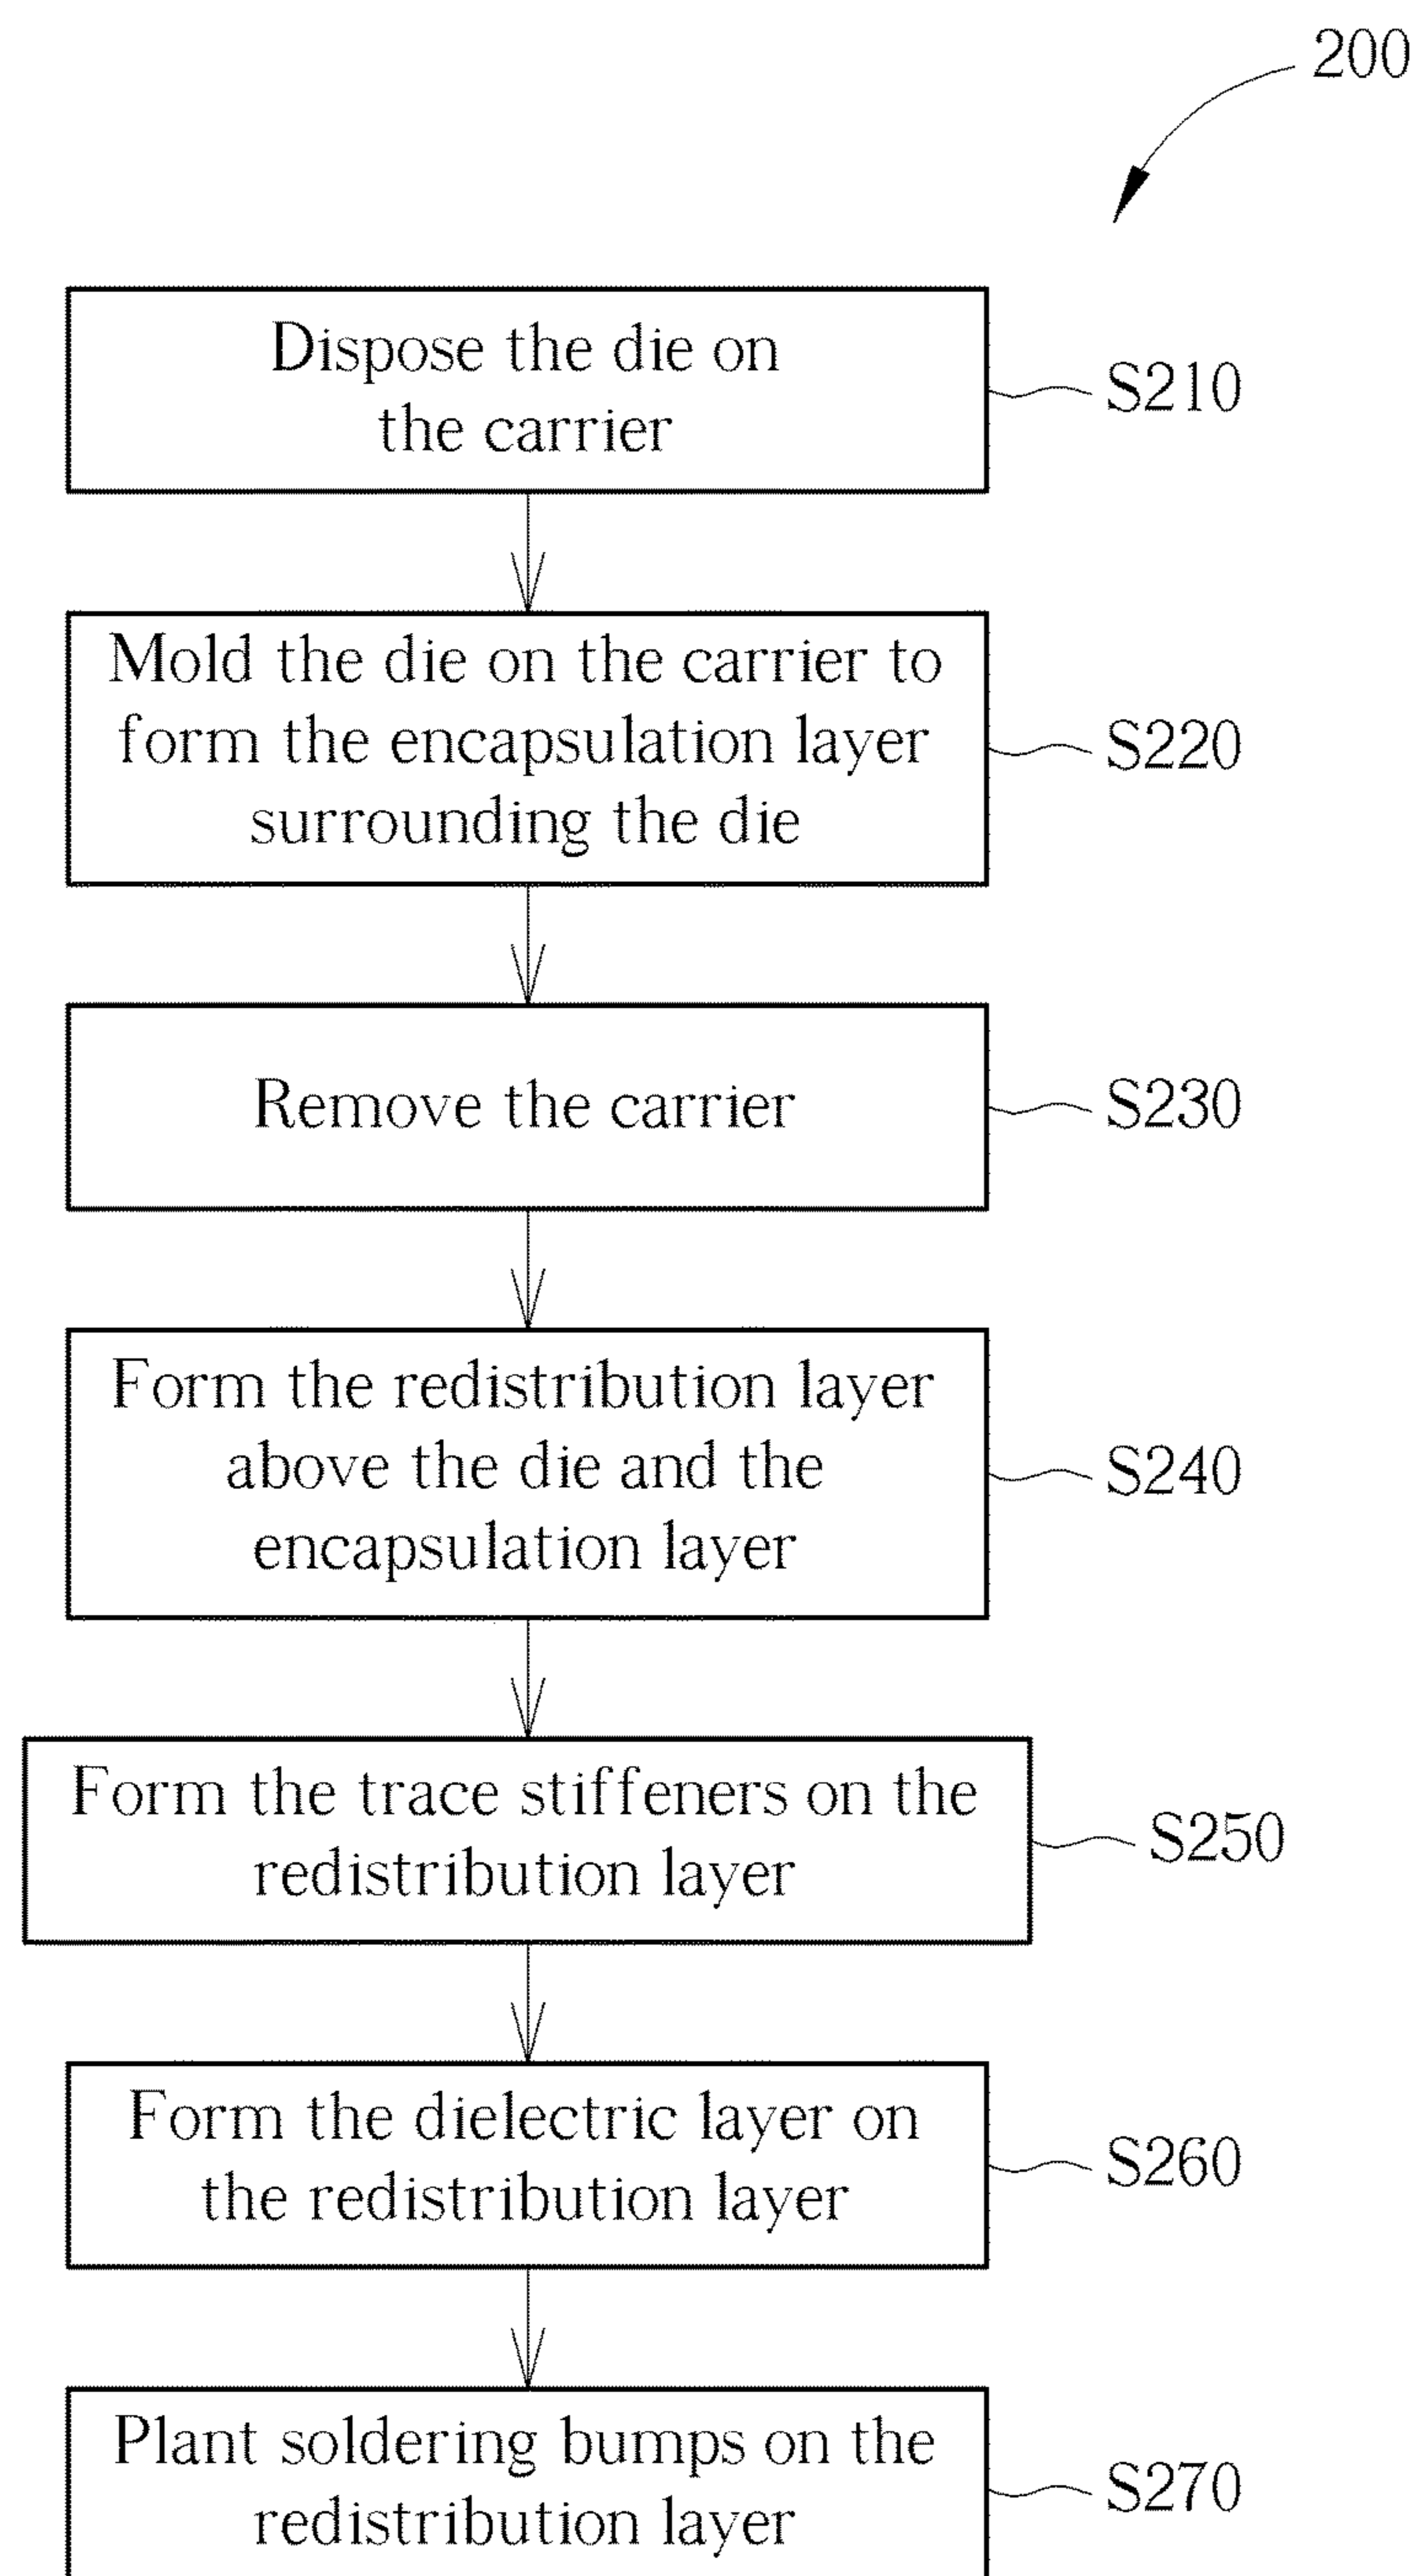 200
Dispose the die on
the carrier
S210
Mold the die on the carrier to
form the encapsulation layer
surrounding the die
S220
Remove the carrier
S230
Form the redistribution layer
above the die and the
encapsulation layer
S240
Form the trace stiffeners on the
redistribution layer
S250
Form the dielectric layer on
the redistribution layer
S260
Plant soldering bumps on the
redistribution layer
S270